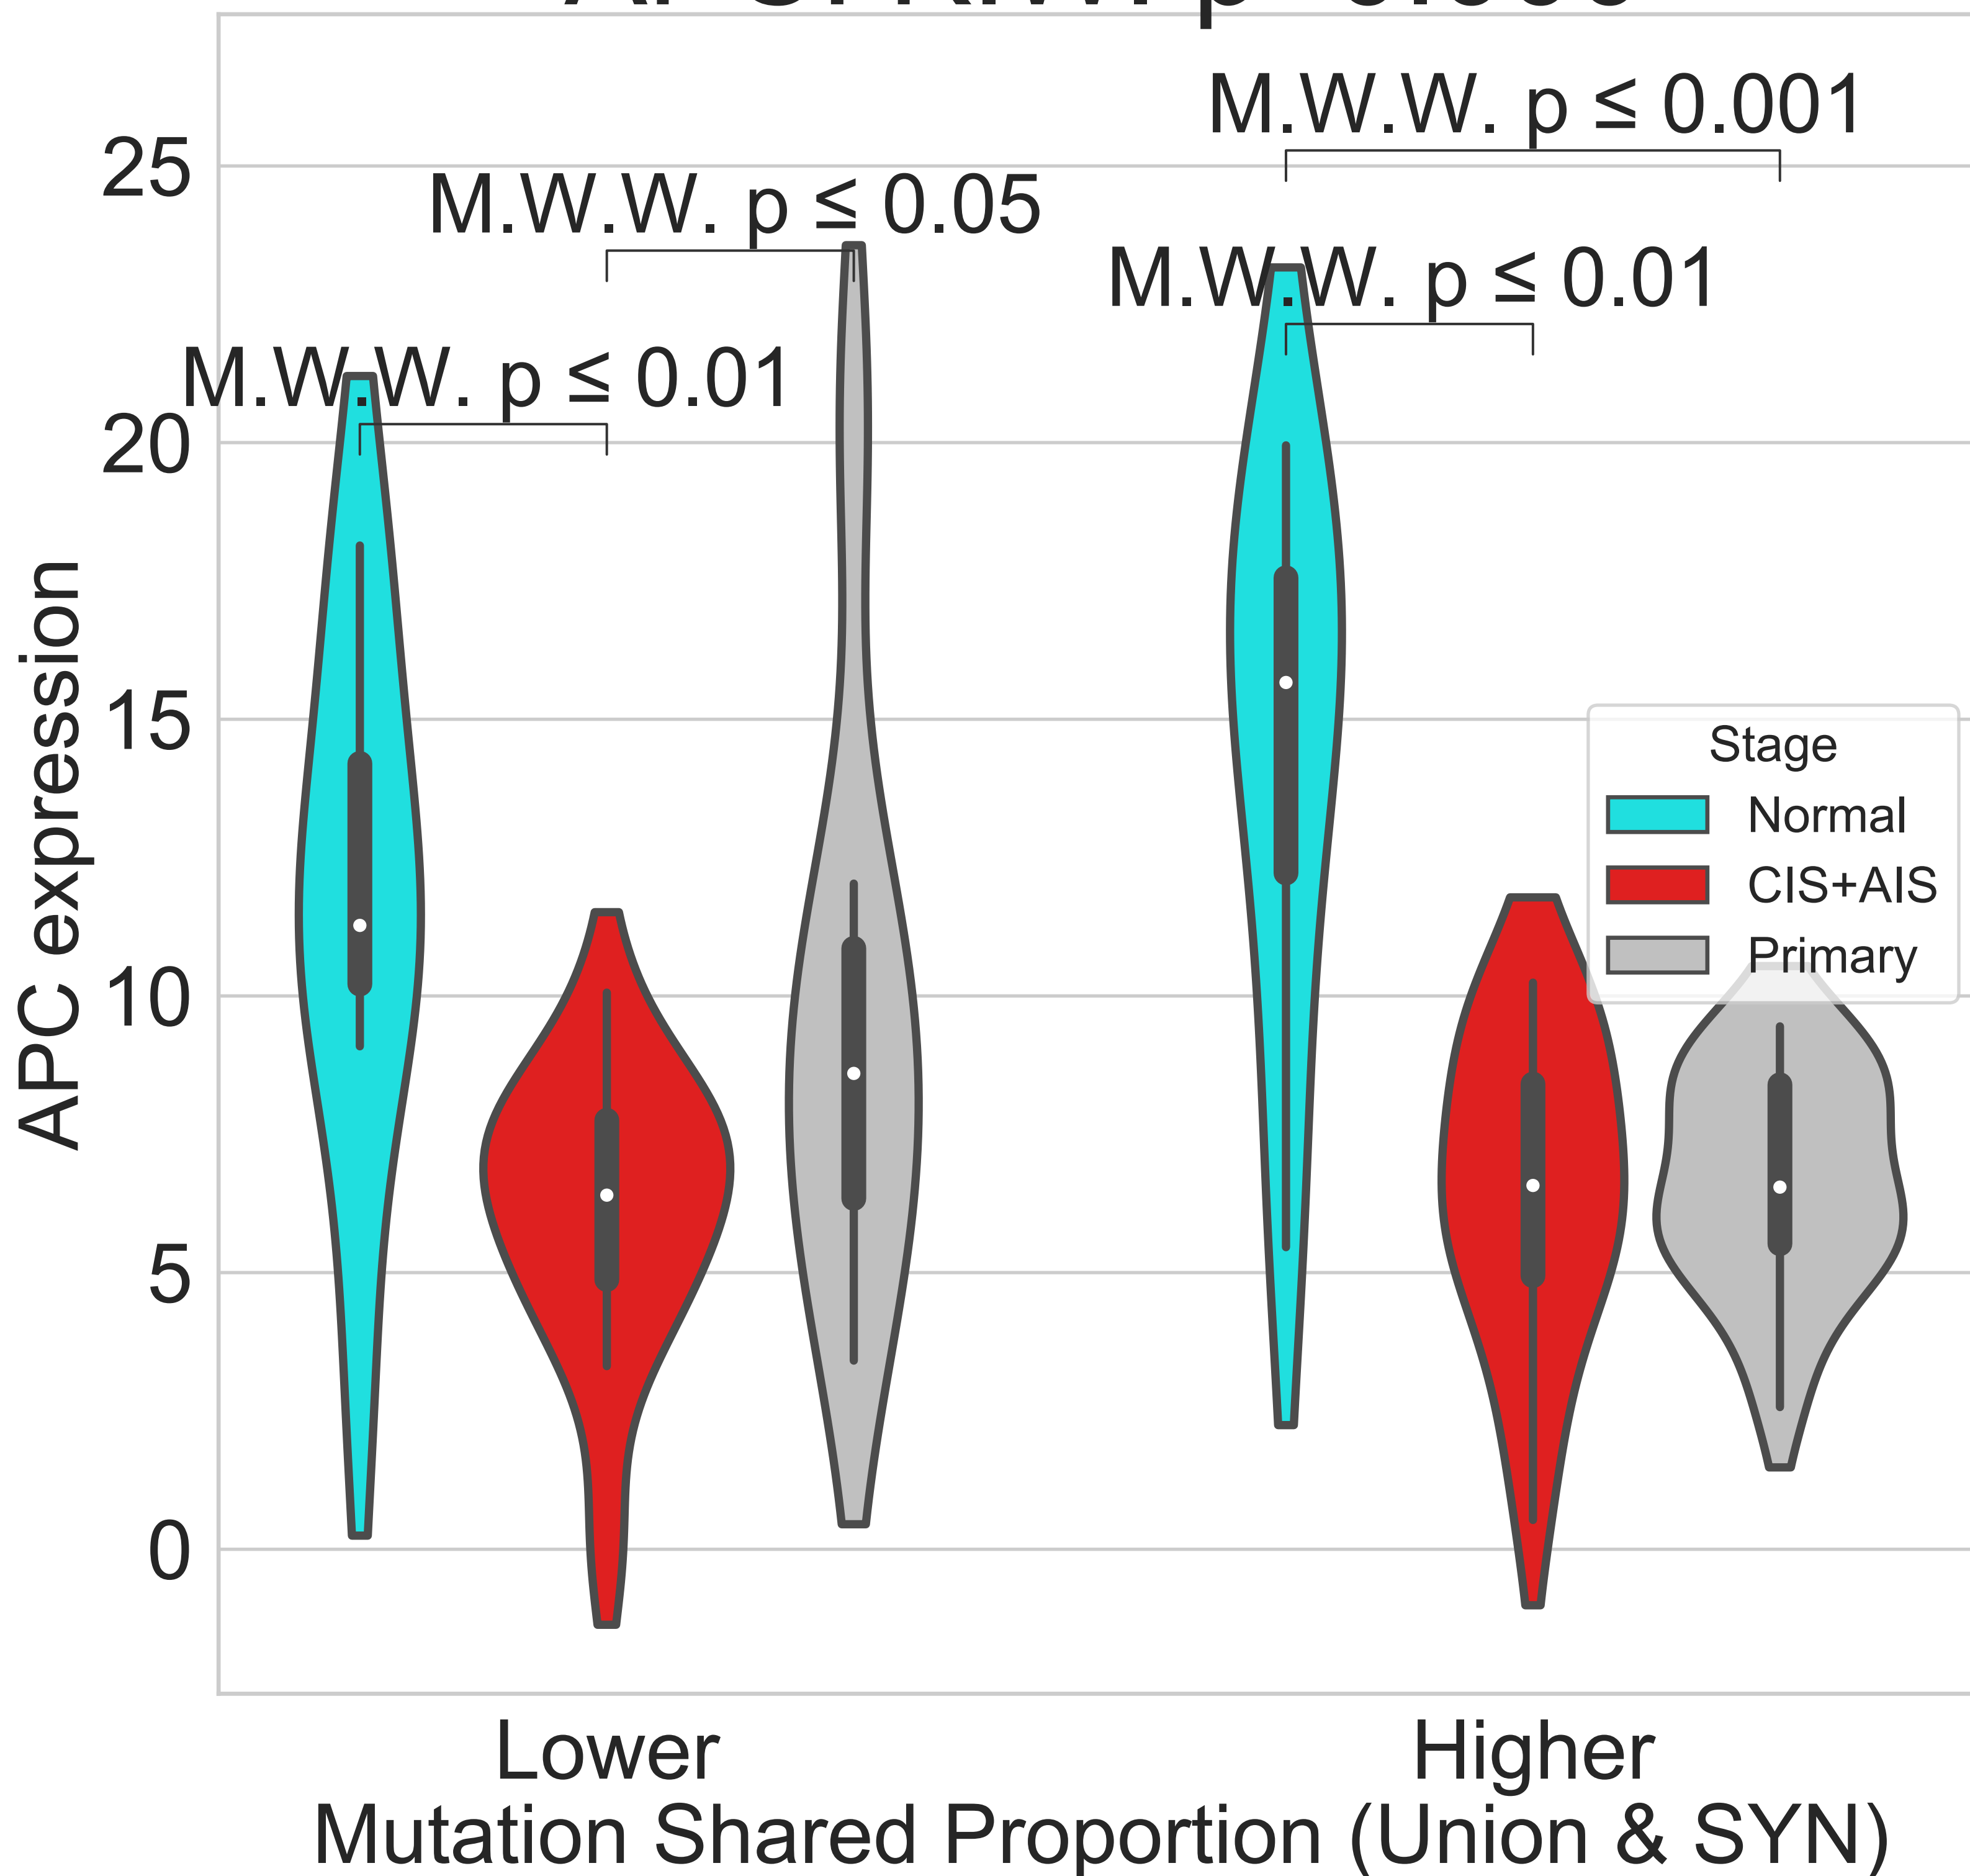 M.W.W. p ≤ 0.001
25
M.W.W. p ≤ 0.05
M.W.W. p ≤ 0.01
M.W.W. p ≤ 0.01
20
15
10
5
0
APC expression
Stage
Normal
CIS+AIS
Primary
Lower
Higher
Mutation Shared Proportion (Union & SYN)